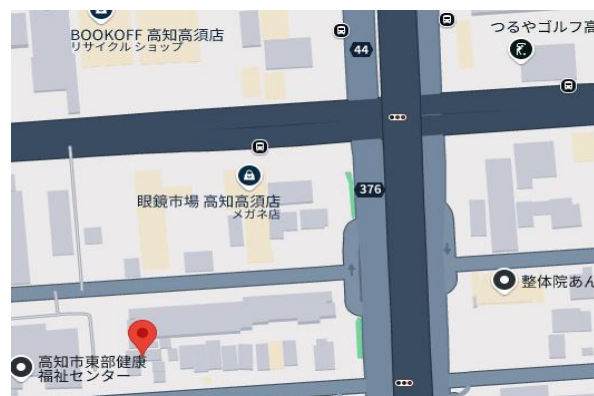 BOOKOFF 高知高須店
リサイクル ショップ
つるやゴルフ高
44
376
眼鏡市場 高知高須店
メガネ店
整体院あん
高知市東部健康
福祉センター